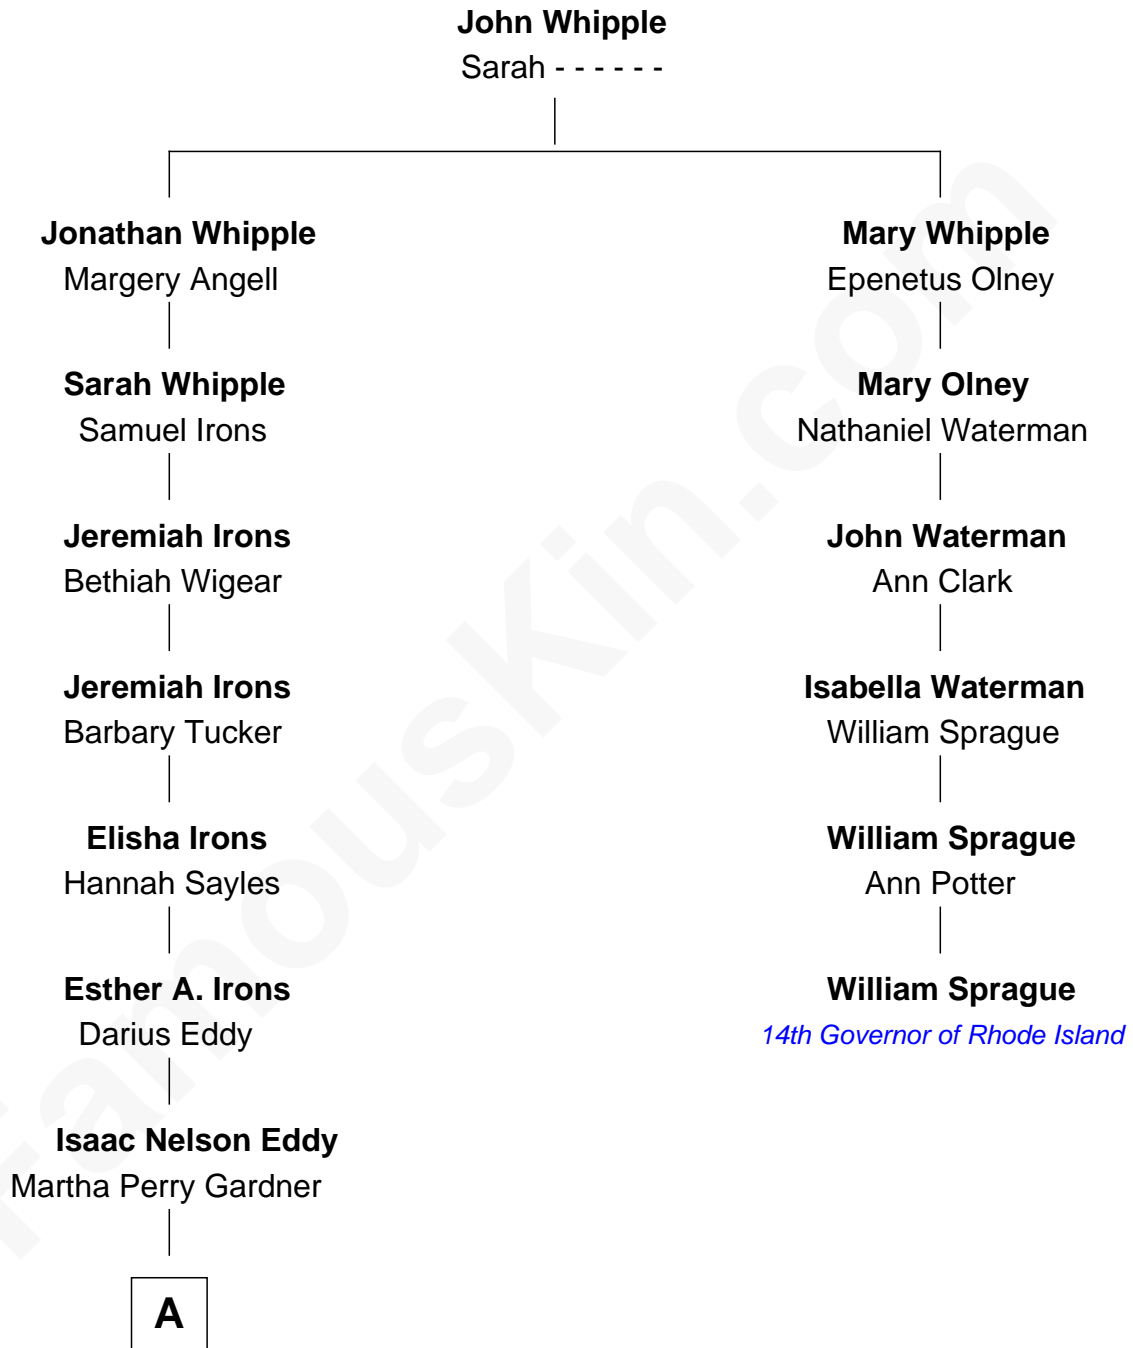 John Whipple
Sarah - - - - - -
Jonathan Whipple
Margery Angell
Mary Whipple
Epenetus Olney
Sarah Whipple
Samuel Irons
Mary Olney
Nathaniel Waterman
Jeremiah Irons
Bethiah Wigear
John Waterman
Ann Clark
Jeremiah Irons
Barbary Tucker
Isabella Waterman
William Sprague
Elisha Irons
Hannah Sayles
William Sprague
Ann Potter
Esther A. Irons
Darius Eddy
William Sprague
14th Governor of Rhode Island
Isaac Nelson Eddy
Martha Perry Gardner
A
FamousKin.com